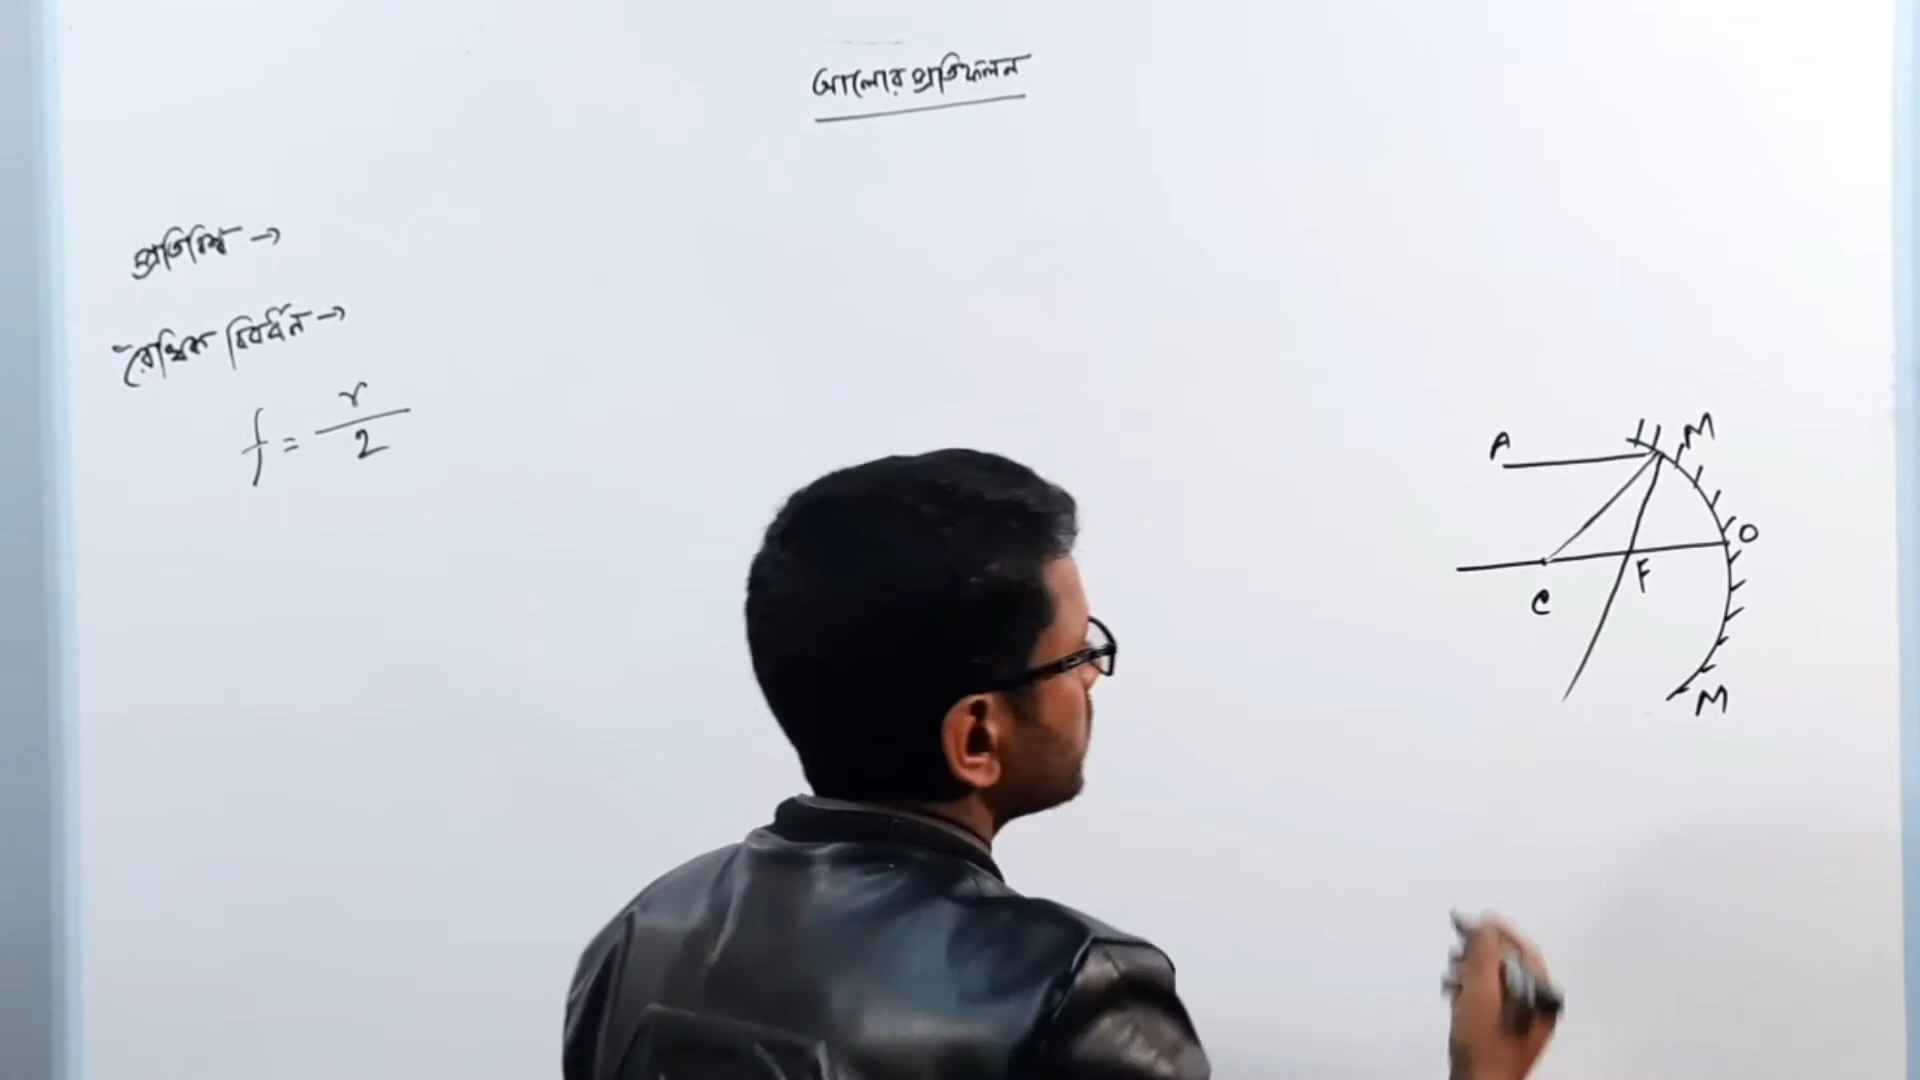 আলোর প্রতিফলন
প্রতিবিম্ব →
রৈখিক বিবর্ধন →
f = r/2
A
M
O
C
F
M